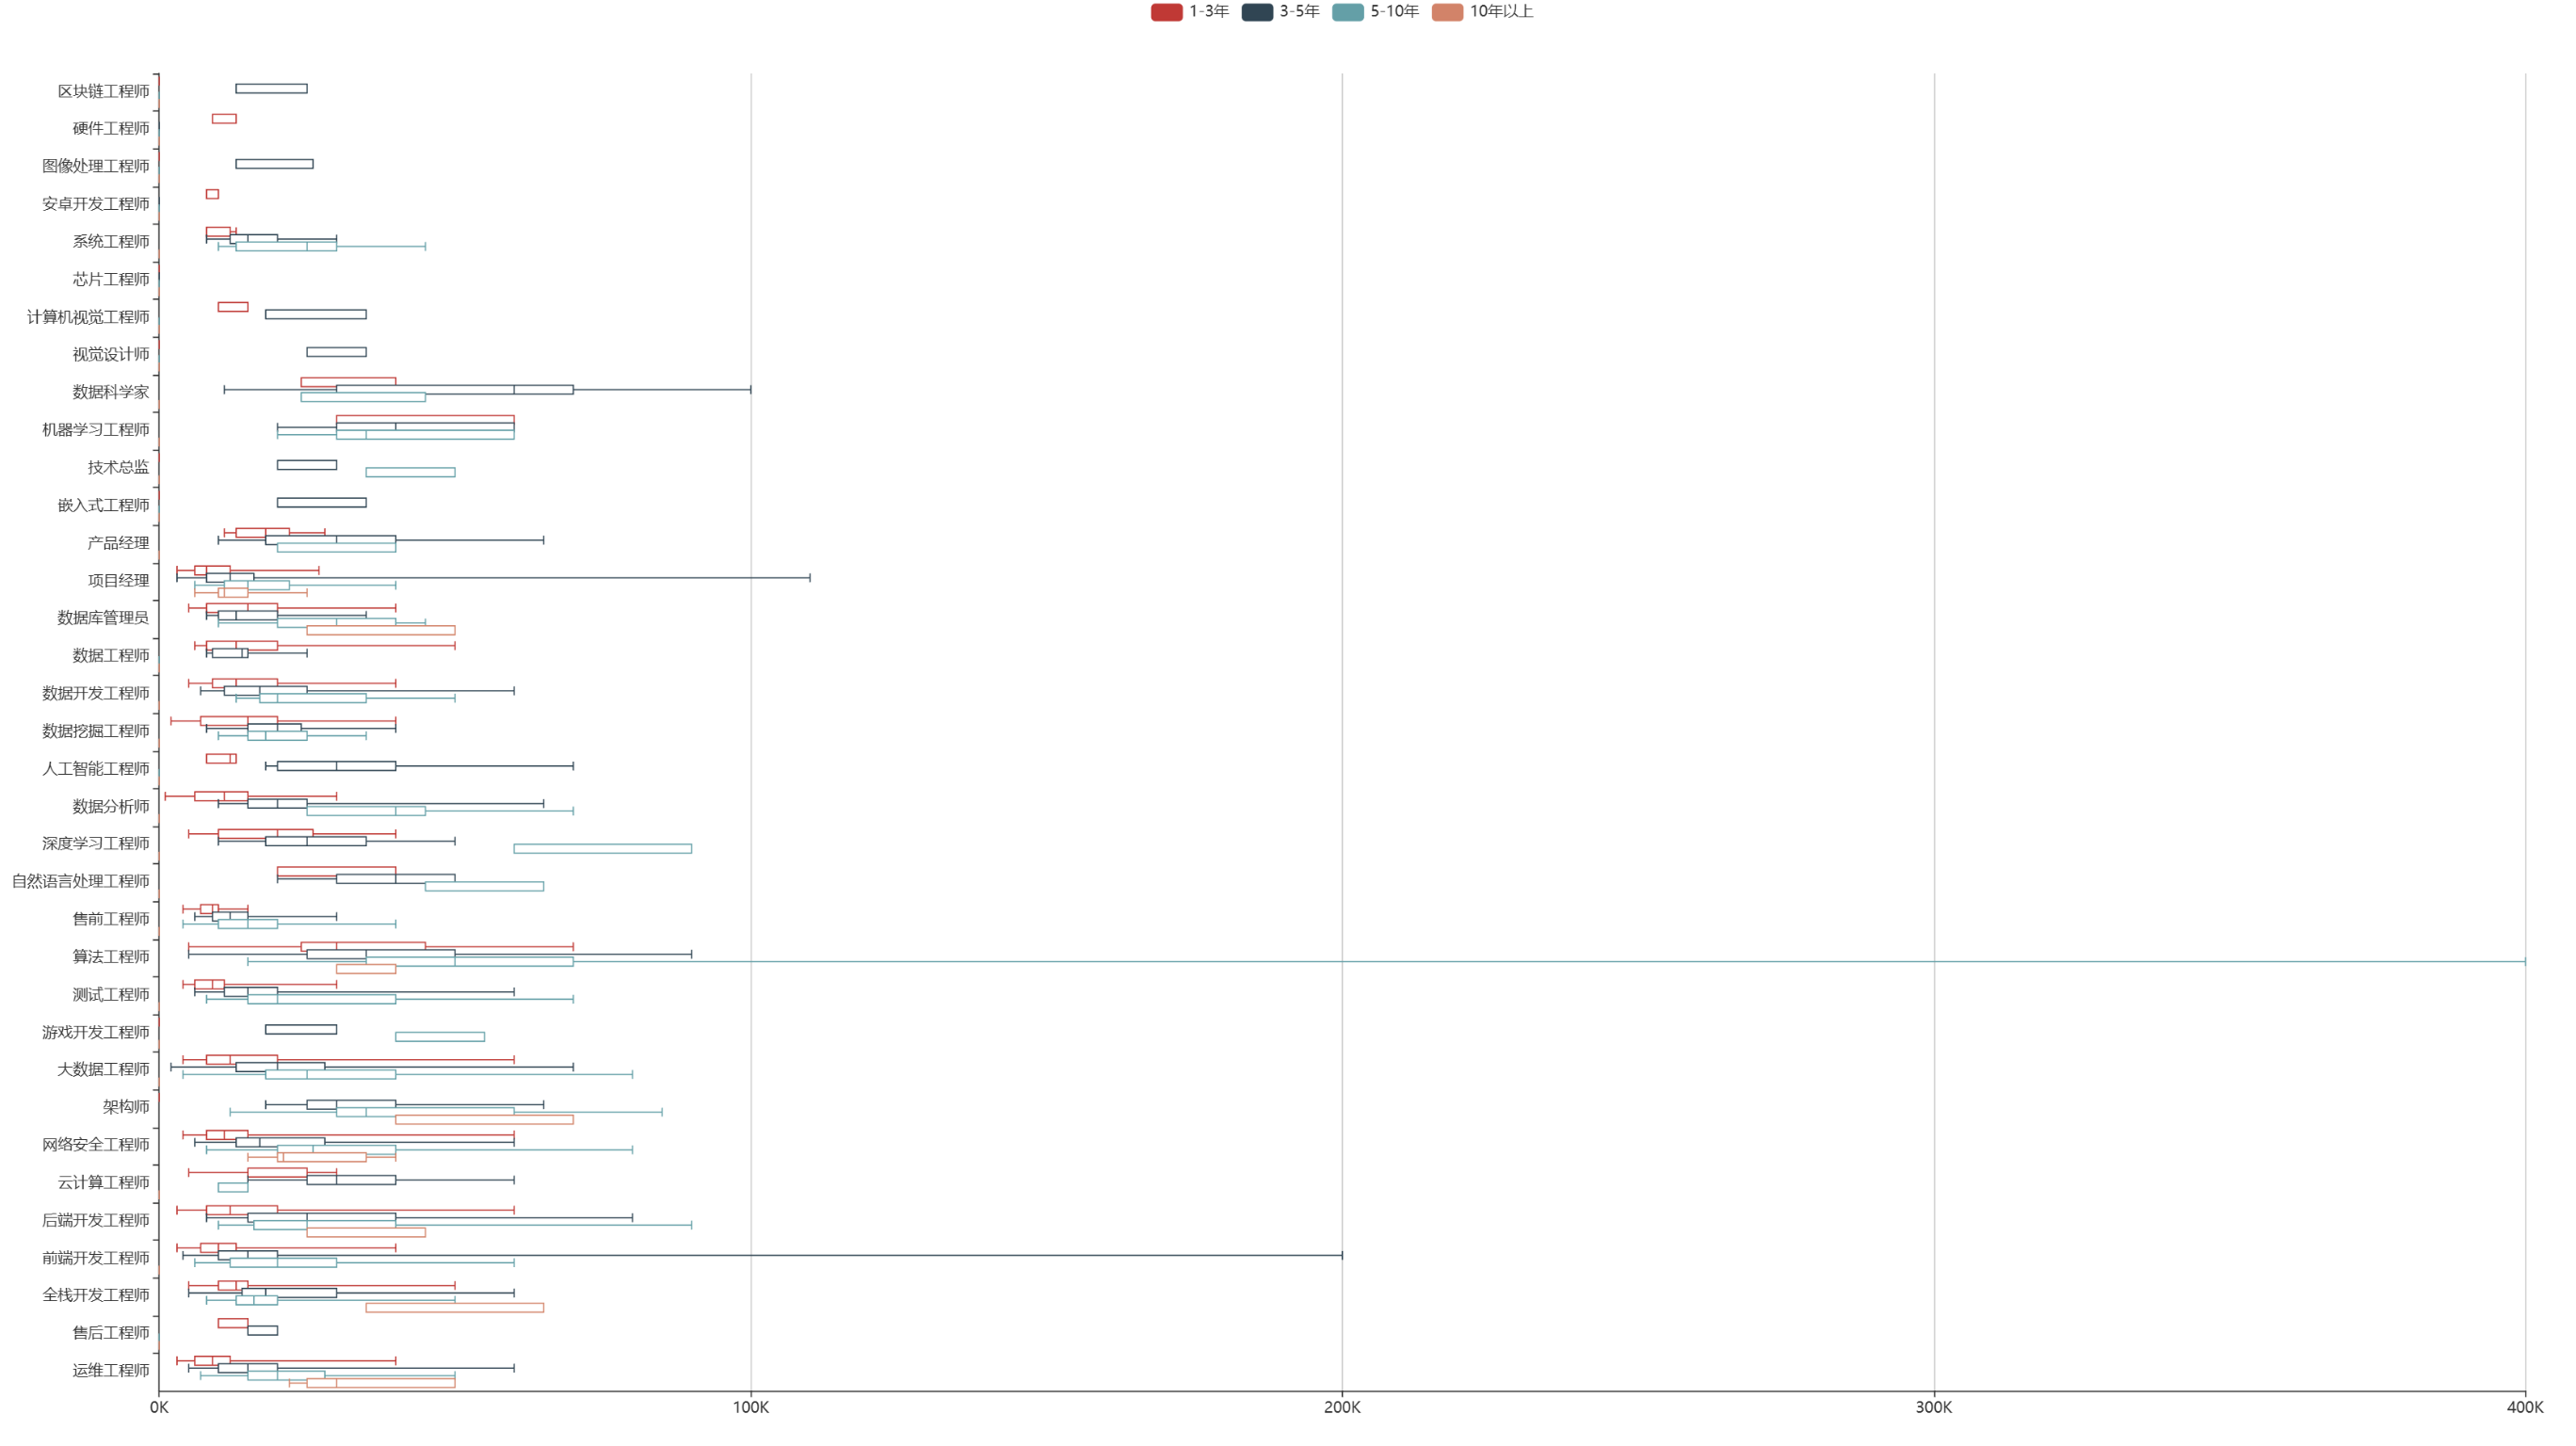 1-3年 3-5年 5-10年 10年以上
区块链工程师
硬件工程师
图像处理工程师
安卓开发工程师
系统工程师
芯片工程师
计算机视觉工程师
视觉设计师
数据科学家
机器学习工程师
技术总监
嵌入式工程师
产品经理
项目经理
数据库管理员
数据工程师
数据开发工程师
数据挖掘工程师
人工智能工程师
数据分析师
深度学习工程师
自然语言处理工程师
售前工程师
算法工程师
测试工程师
游戏开发工程师
大数据工程师
架构师
网络安全工程师
云计算工程师
后端开发工程师
前端开发工程师
全栈开发工程师
售后工程师
运维工程师
0K 100K 200K 300K 400K